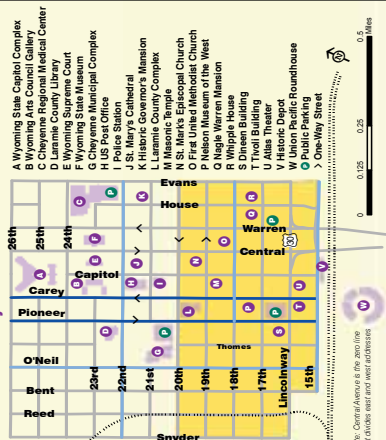 A Wyoming State Capitol Complex
B Wyoming Arts Council Gallery
C Cheyenne Regional Medical Center
D Laramie County Library
E Wyoming Supreme Court
F Wyoming State Museum
G Cheyenne Municipal Complex
H US Post Office
I Police Station
J St. Mary's Cathedral
K Historic Governor's Mansion
L Laramie County Complex
M Masonic Temple
N St. Mark's Episcopal Church
O First United Methodist Church
P Nelson Museum of the West
Q Nagle Warren Mansion
R Whipple House
S Dineen Building
T Tivoli Building
U Atlas Theater
V Historic Depot
W Union Pacific Roundhouse
P Public Parking
> One-Way Street
0 0.125 0.25 0.5
Miles
N
Evans
House
Warren
Central
Capitol
Carey
Pioneer
Thomes
O'Neil
Bent
Reed
Snyder
26th
25th
24th
23rd
22nd
21st
20th
19th
18th
17th
Lincolnway
15th
A
B
C
P
F
E
K
J
H
I
D
G
P
L
N
M
O
Q
R
P
P
P
S
T
U
V
W
Central Avenue is the zero line
divides east and west addresses